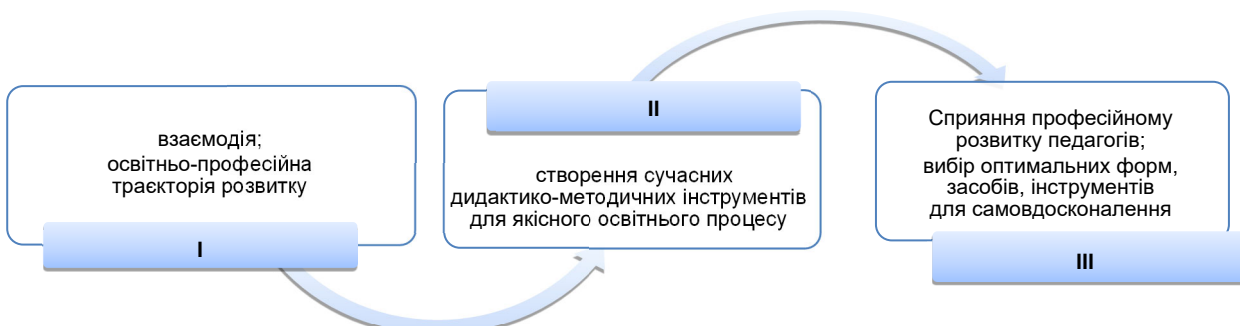 взаємодія;
освітньо-професійна
траєкторія розвитку
I
II
створення сучасних
дидактико-методичних інструментів
для якісного освітнього процесу
Сприяння професійному
розвитку педагогів;
вибір оптимальних форм,
засобів, інструментів
для самовдосконалення
III